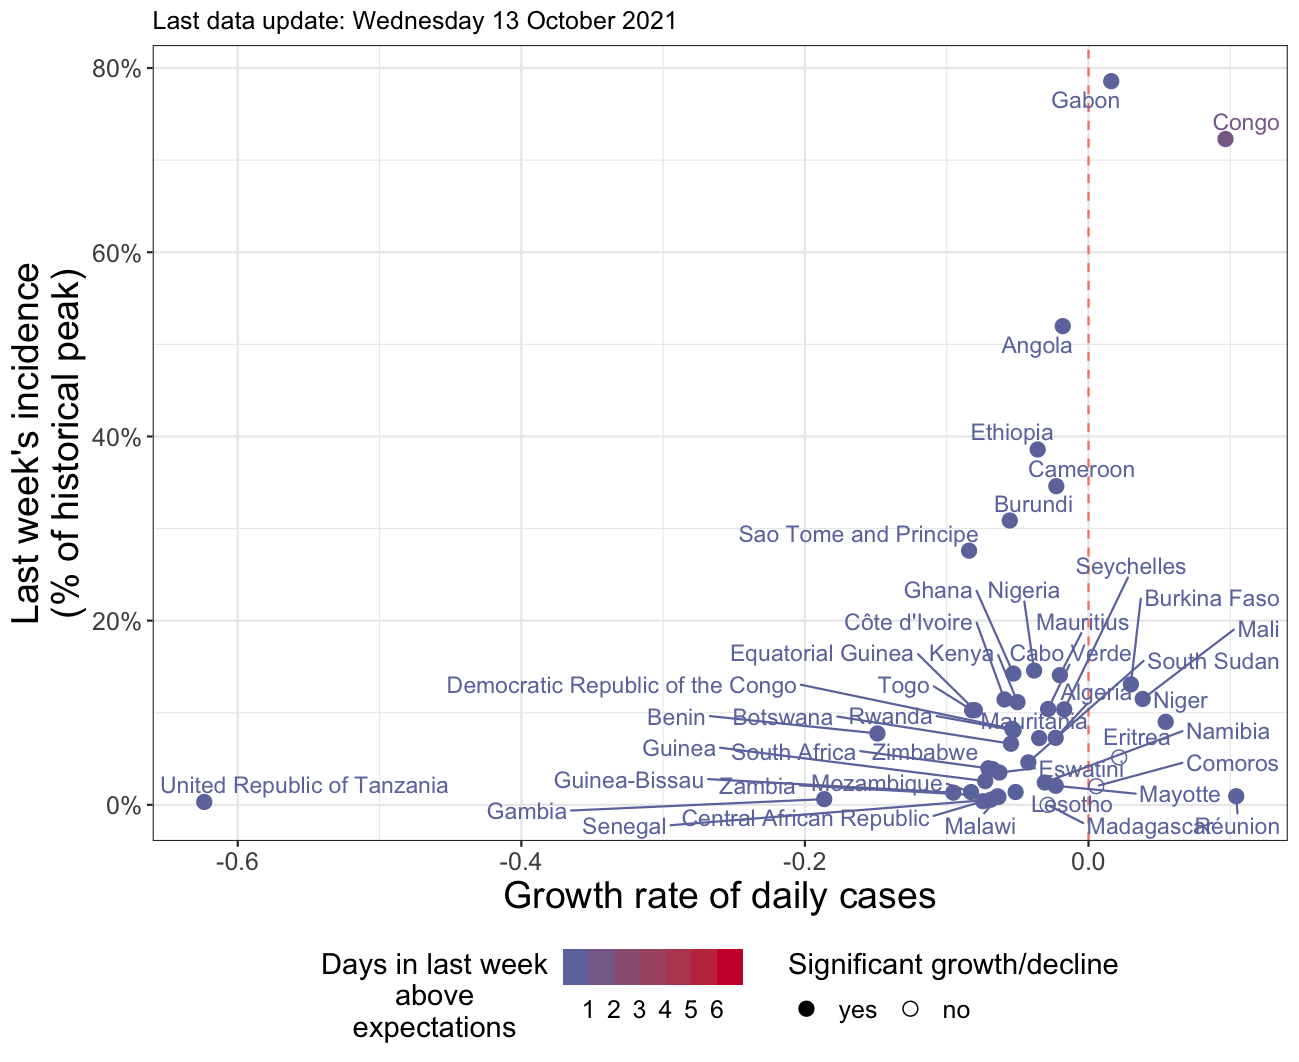 Last data update: Wednesday 13 October 2021
80%
Gabon
Congo
60%
Last week's incidence
(% of historical peak)
Angola
40%
Ethiopia
Cameroon
Burundi
Sao Tome and Principe
Seychelles
Ghana
Nigeria
Burkina Faso
20%
Côte d'Ivoire
Mauritius
Mali
Equatorial Guinea
Kenya
Cabo Verde
South Sudan
Democratic Republic of the Congo
Togo
Algeria
Niger
Benin
Botswana
Rwanda
Mauritania
Eritrea
Namibia
Guinea
South Africa
Zimbabwe
Eswatini
Comoros
United Republic of Tanzania
Guinea-Bissau
Zambia
Mozambique
Mayotte
0%
Gambia
Lesotho
Senegal
Central African Republic
Malawi
Madagascar
Réunion
-0.6
-0.4
-0.2
0.0
Growth rate of daily cases
Days in last week
above
expectations
1 2 3 4 5 6
Significant growth/decline
yes
no